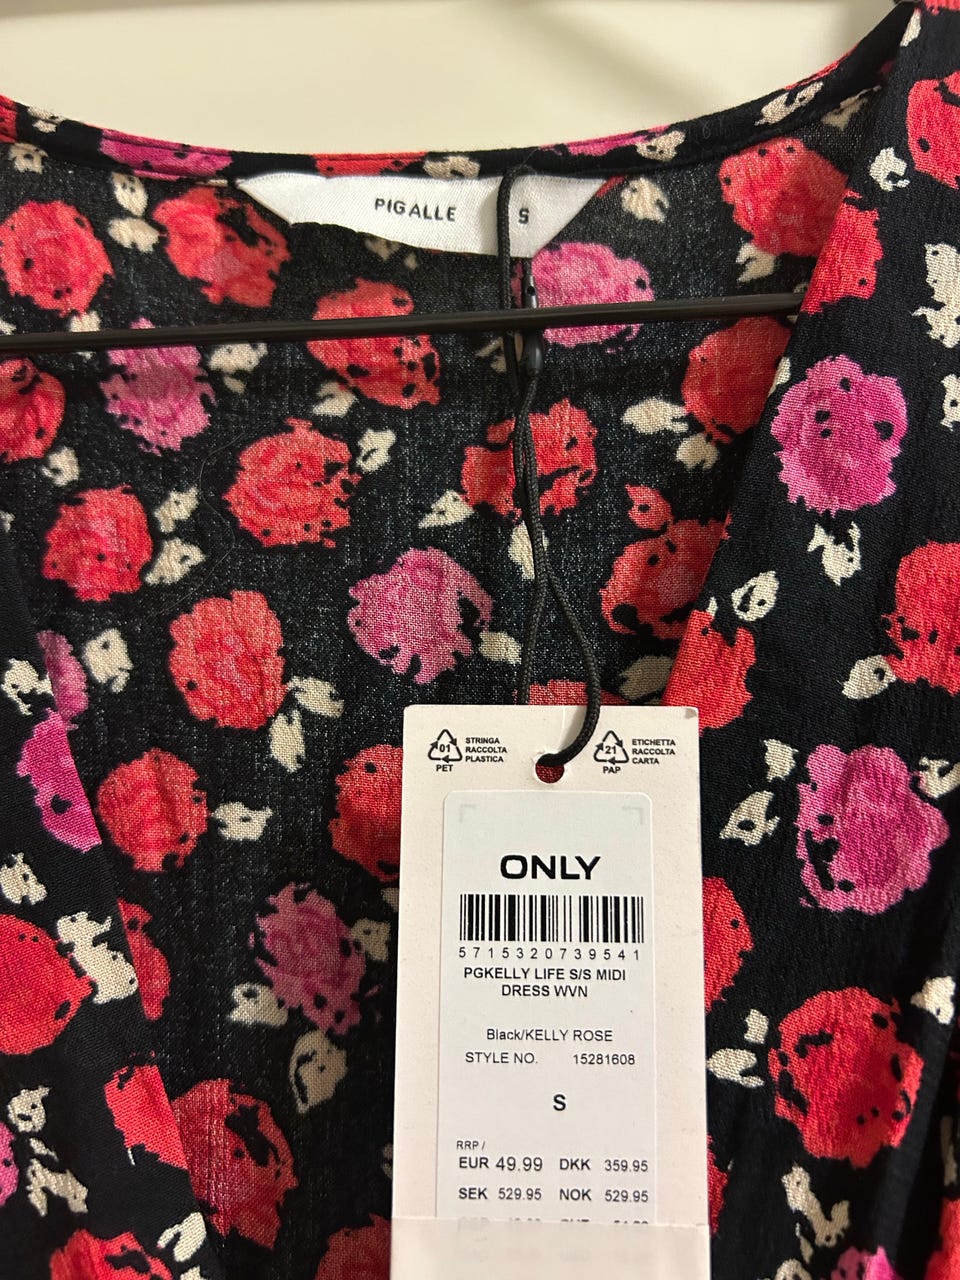 PIGALLE
S
01
PET
STRINGA
RACCOLTA
PLASTICA
21
PAP
ETICHETTA
RACCOLTA
CARTA
ONLY
5715320739541
PGKELLY LIFE S/S MIDI
DRESS WVN
Black/KELLY ROSE
STYLE NO. 15281608
S
RRP /
EUR 49.99 DKK 359.95
SEK 529.95 NOK 529.95